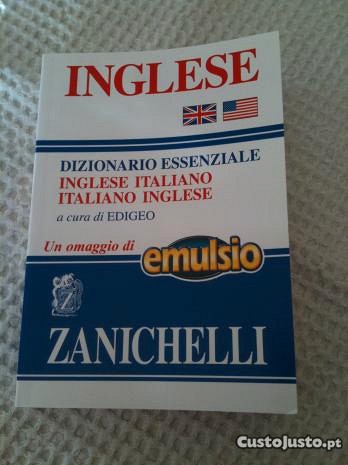 INGLESE
DIZIONARIO ESSENZIALE
INGLESE ITALIANO
ITALIANO INGLESE
a cura di EDIGEO
Un omaggio di emulsio
Z
ZANICHELLI
CustoJusto.pt